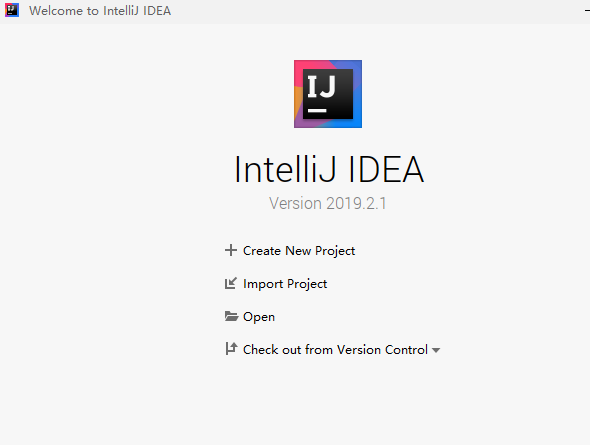 Welcome to IntelliJ IDEA
IJ
IntelliJ IDEA
Version 2019.2.1
Create New Project
Import Project
Open
Check out from Version Control